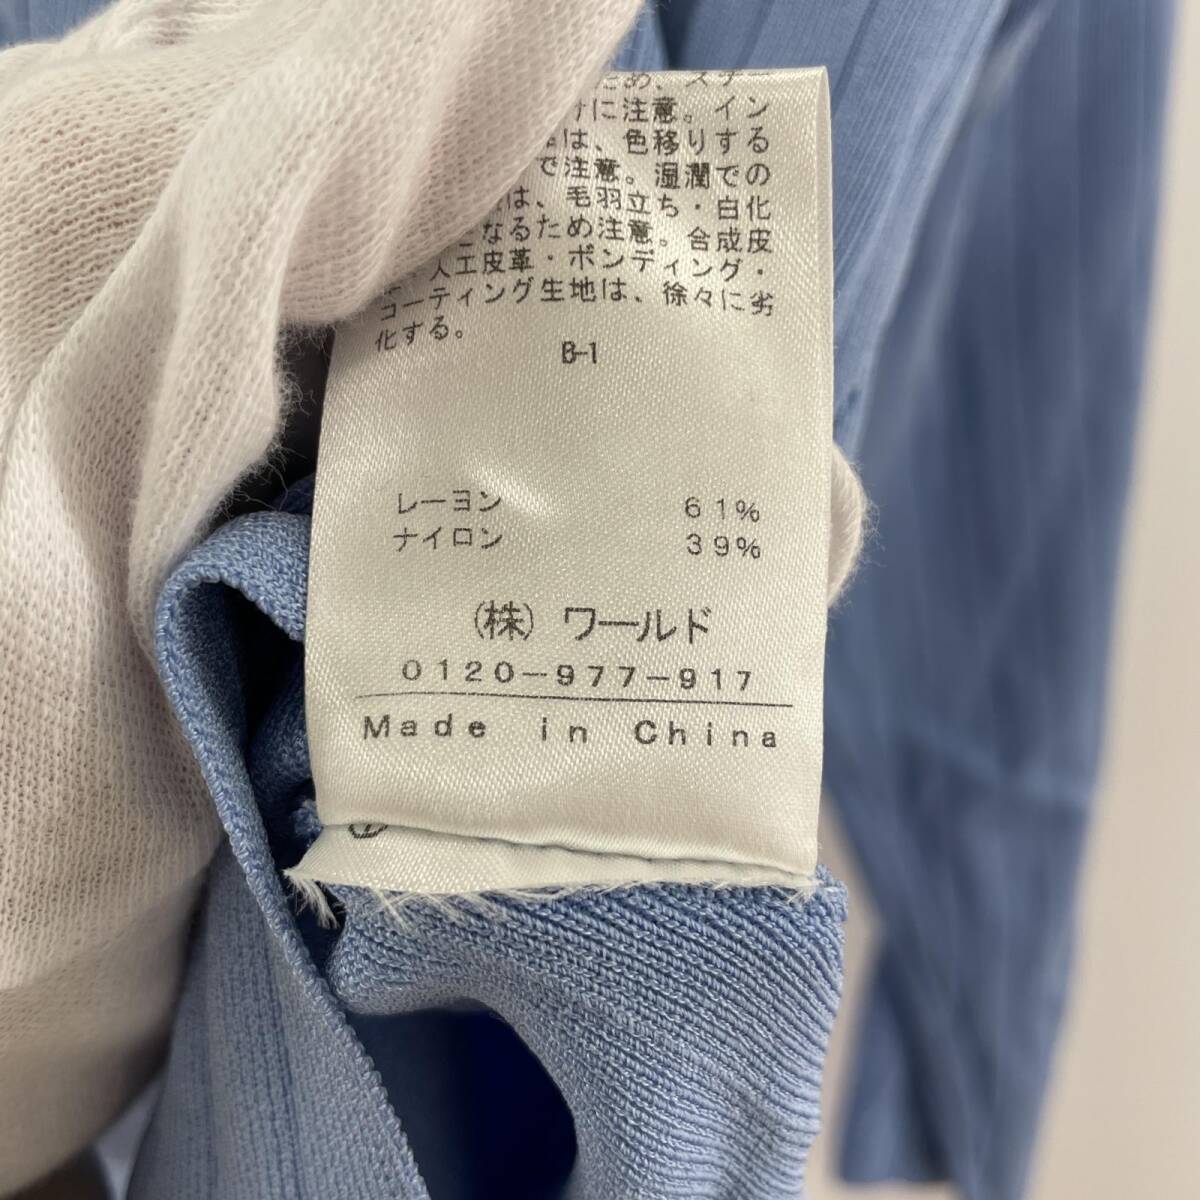 ため、スチー
けに注意。イン
は、色移りする
で注意。湿潤での
は、毛羽立ち・白化
となるため注意。合成皮
人工皮革・ボンディング・
コーティング生地は、徐々に劣
化する。
B-1
レーヨン 61%
ナイロン 39%
(株) ワールド
0120-977-917
Made in China